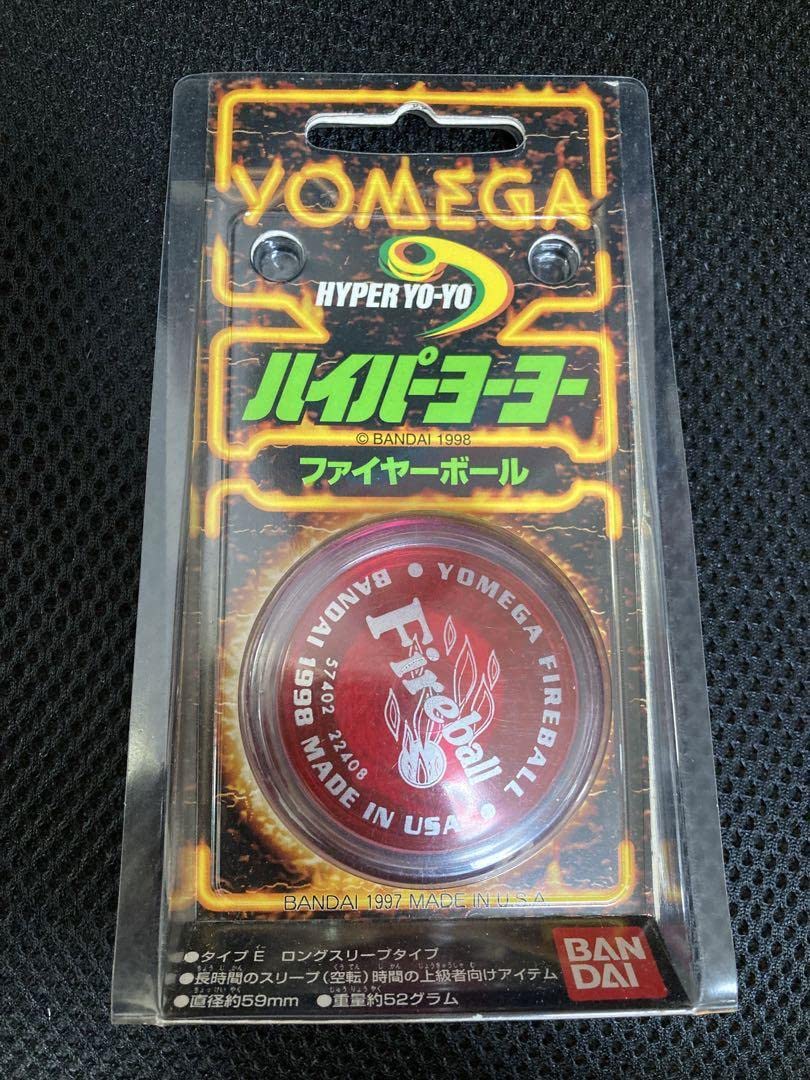 YOMEGA
HYPER YO-YO
ハイパーヨーヨー
© BANDAI 1998
ファイヤーボール
YOMEGA FIREBALL • BANDAI 1998 MADE IN USA •
Fireball
57402 22408
BANDAI 1997 MADE IN U.S.A.
●タイプE ロングスリープタイプ
●長時間のスリープ(空転)時間の上級者向けアイテム
●直径約59mm ●重量約52グラム
BAN
DAI